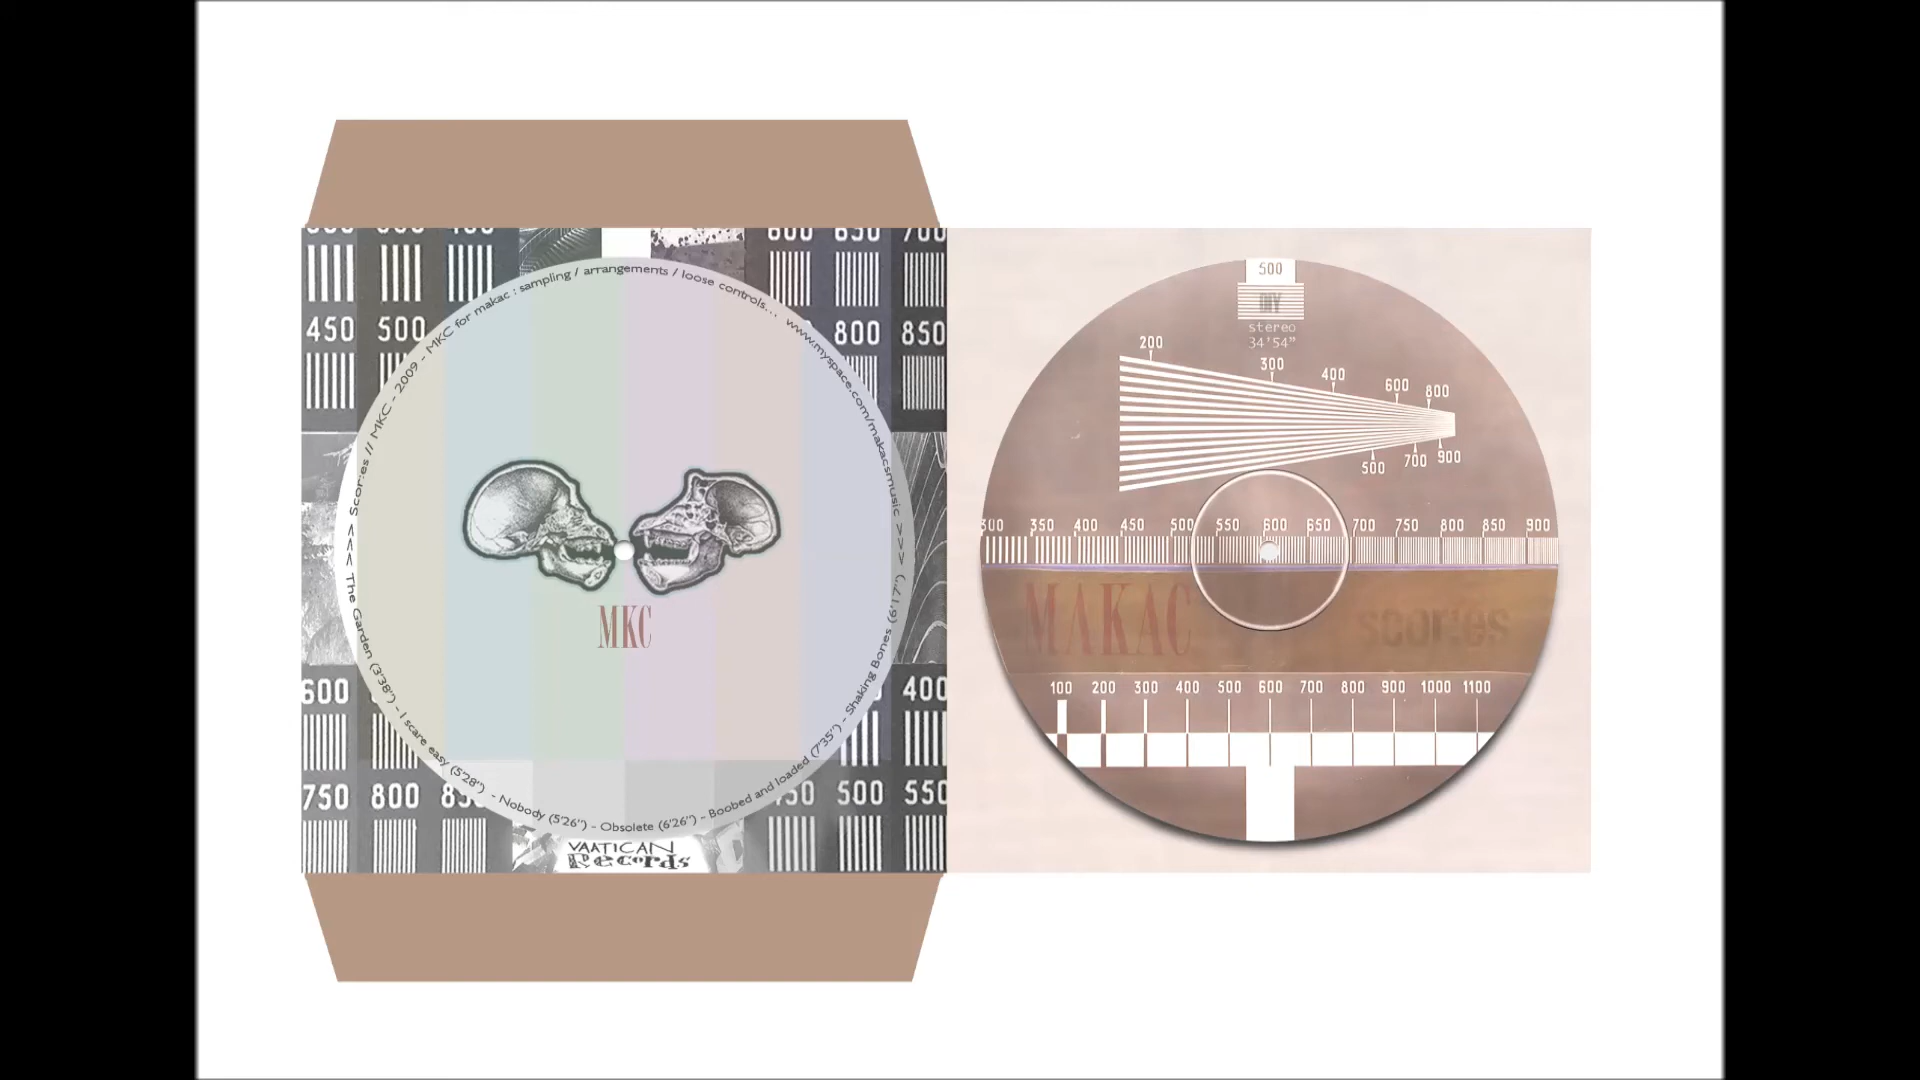 600 650 700
450 500
800 850
<<< Scor:es // MKC - 2009 - MKC for makac : sampling / arrangements / loose controls... www.myspace.com/makacsmusic >>>
The Garden (3'38") - I scare easy (5'28") - Nobody (5'26") - Obsolete (6'26") - Boobed and loaded (7'35") - Shaking Bones (6'17")
MKC
600
400
750 800
500 550
VAATICAN
Records
500
DIY
stereo
34'54"
200
300
400
600
800
500
700
900
300 350 400 450 500 550 600 650 700 750 800 850 900
MAKAC
scor:es
100 200 300 400 500 600 700 800 900 1000 1100